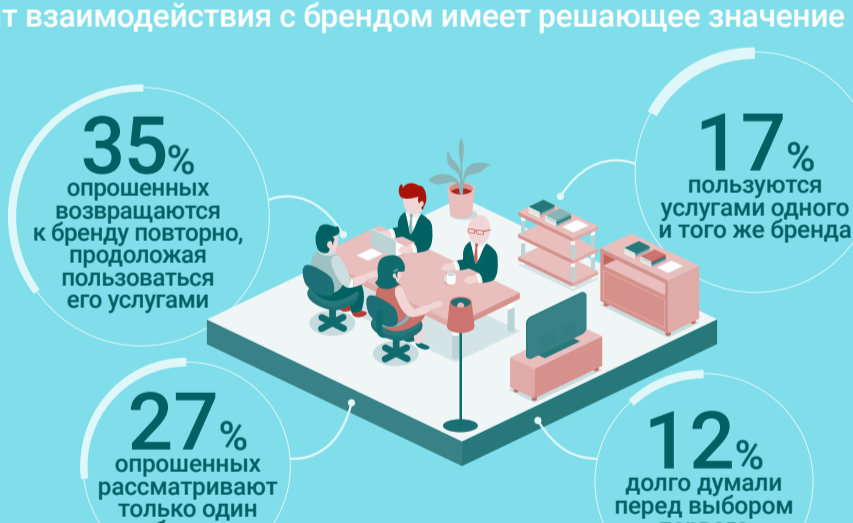 т взаимодействия с брендом имеет решающее значение
35%
опрошенных
возвращаются
к бренду повторно,
продоложая
пользоваться
его услугами
17%
пользуются
услугами одного
и того же бренда
27%
опрошенных
рассматривают
только один
12%
долго думали
перед выбором